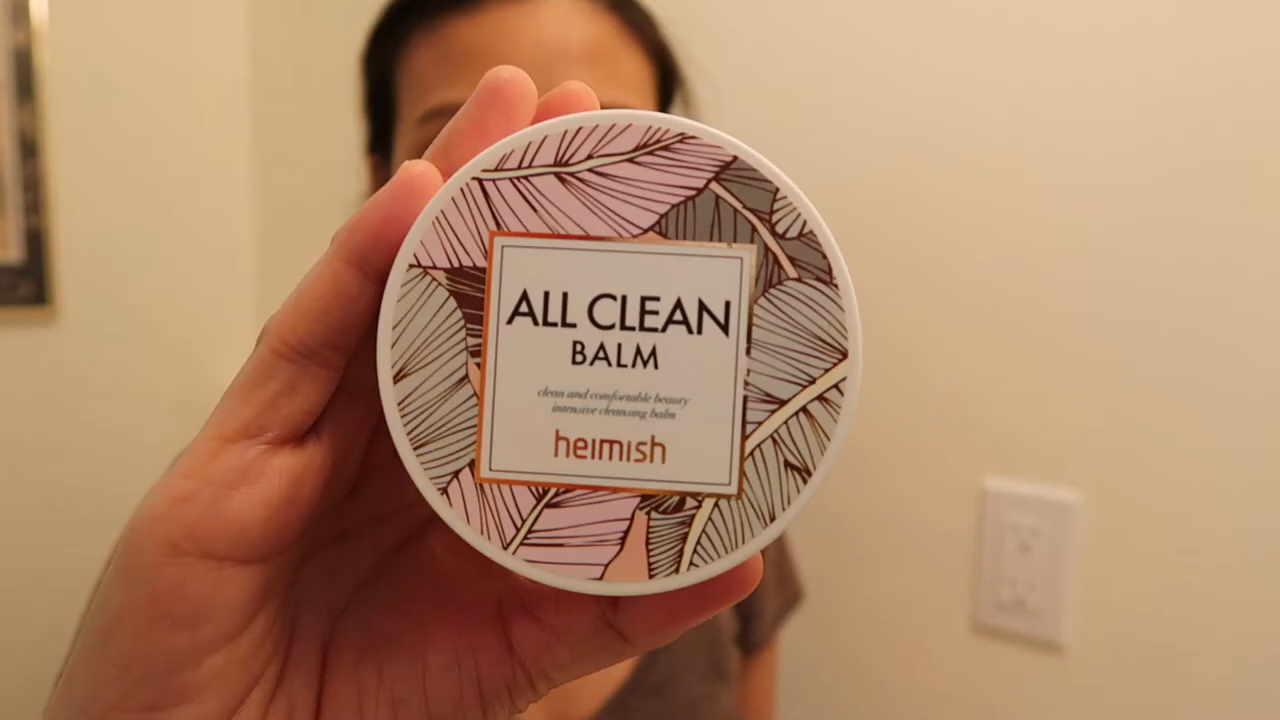 ALL CLEAN
BALM
clean and comfortable beauty
intensive cleansing balm
heimish